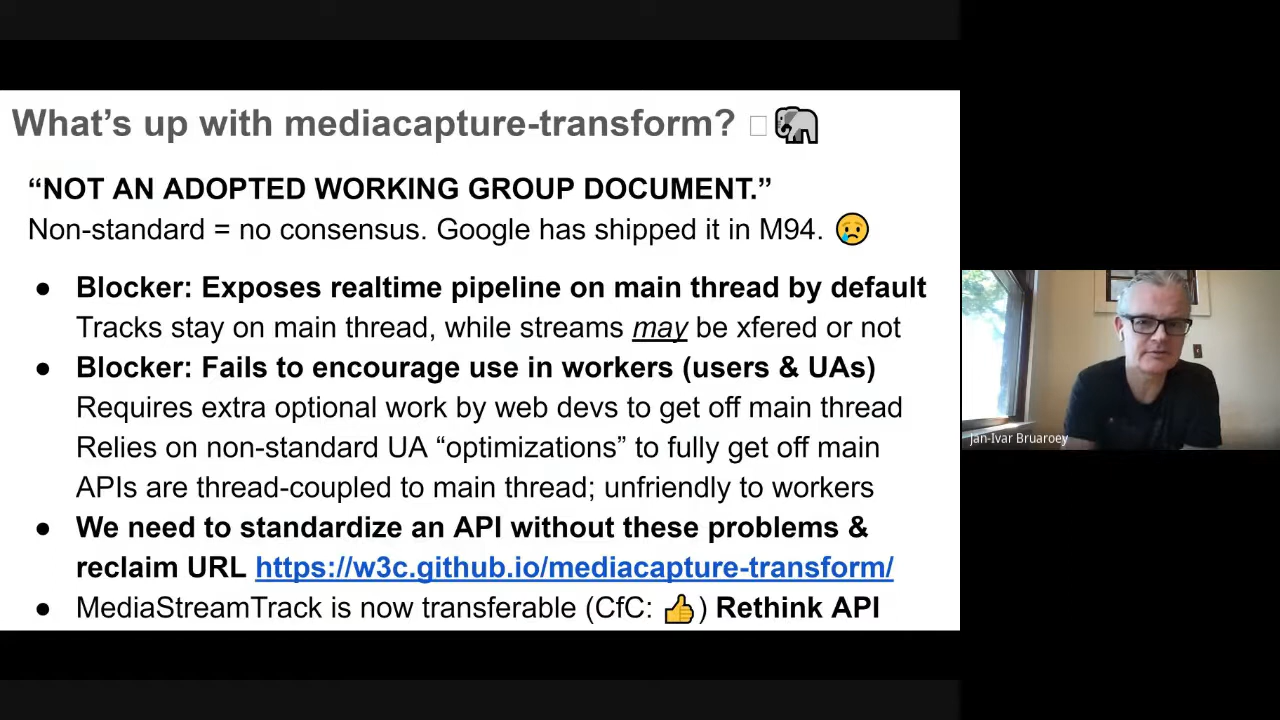 What’s up with mediacapture-transform? 🐘
“NOT AN ADOPTED WORKING GROUP DOCUMENT.”
Non-standard = no consensus. Google has shipped it in M94. 😢
● Blocker: Exposes realtime pipeline on main thread by default
Tracks stay on main thread, while streams may be xfered or not
● Blocker: Fails to encourage use in workers (users & UAs)
Requires extra optional work by web devs to get off main thread
Relies on non-standard UA “optimizations” to fully get off main
APIs are thread-coupled to main thread; unfriendly to workers
● We need to standardize an API without these problems &
reclaim URL https://w3c.github.io/mediacapture-transform/
● MediaStreamTrack is now transferable (CfC: 👍) Rethink API
Jan-Ivar Bruaroey